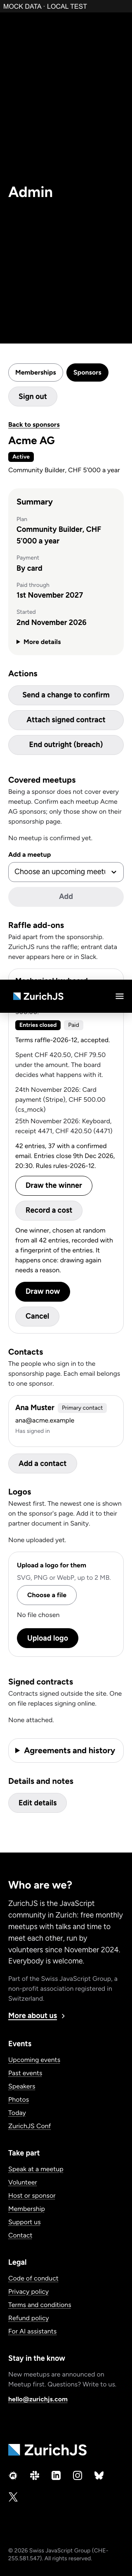 MOCK DATA · LOCAL TEST
Admin
Memberships
Sponsors
Sign out
Back to sponsors
Acme AG
Active
Community Builder, CHF 5'000 a year
Summary
Plan
Community Builder, CHF
5'000 a year
Payment
By card
Paid through
1st November 2027
Started
2nd November 2026
More details
Actions
Send a change to confirm
Attach signed contract
End outright (breach)
Covered meetups
Being a sponsor does not cover every
meetup. Confirm each meetup Acme
AG sponsors; only those show on their
sponsorship page.
No meetup is confirmed yet.
Add a meetup
Choose an upcoming meetu
Add
Raffle add-ons
Paid apart from the sponsorship.
ZurichJS runs the raffle; entrant data
never appears here or in Slack.
ZurichJS
Entries closed
Paid
Terms raffle-2026-12, accepted.
Spent CHF 420.50, CHF 79.50
under the amount. The board
decides what happens with it.
24th November 2026: Card
payment (Stripe), CHF 500.00
(cs_mock)
25th November 2026: Keyboard,
receipt 4471, CHF 420.50 (4471)
42 entries, 37 with a confirmed
email. Entries close 9th Dec 2026,
20:30. Rules rules-2026-12.
Draw the winner
Record a cost
One winner, chosen at random
from all 42 entries, recorded with
a fingerprint of the entries. It
happens once: drawing again
needs a reason.
Draw now
Cancel
Contacts
The people who sign in to the
sponsorship page. Each email belongs
to one sponsor.
Ana Muster
Primary contact
ana@acme.example
Has signed in
Add a contact
Logos
Newest first. The newest one is shown
on the sponsor's page. Add it to their
partner document in Sanity.
None uploaded yet.
Upload a logo for them
SVG, PNG or WebP, up to 2 MB.
Choose a file
No file chosen
Upload logo
Signed contracts
Contracts signed outside the site. One
on file replaces signing online.
None attached.
Agreements and history
Details and notes
Edit details
Who are we?
ZurichJS is the JavaScript
community in Zurich: free monthly
meetups with talks and time to
meet each other, run by
volunteers since November 2024.
Everybody is welcome.
Part of the Swiss JavaScript Group, a
non-profit association registered in
Switzerland.
More about us
Events
Upcoming events
Past events
Speakers
Photos
Today
ZurichJS Conf
Take part
Speak at a meetup
Volunteer
Host or sponsor
Membership
Support us
Contact
Legal
Code of conduct
Privacy policy
Terms and conditions
Refund policy
For AI assistants
Stay in the know
New meetups are announced on
Meetup first. Questions? Write to us.
hello@zurichjs.com
ZurichJS
© 2026 Swiss JavaScript Group (CHE-
255.581.547). All rights reserved.